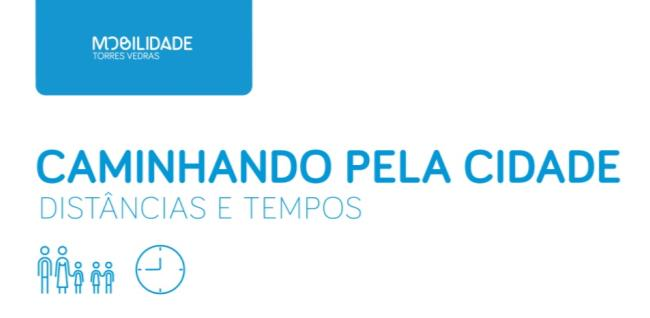 MOBILIDADE
TORRES VEDRAS
CAMINHANDO PELA CIDADE
DISTÂNCIAS E TEMPOS